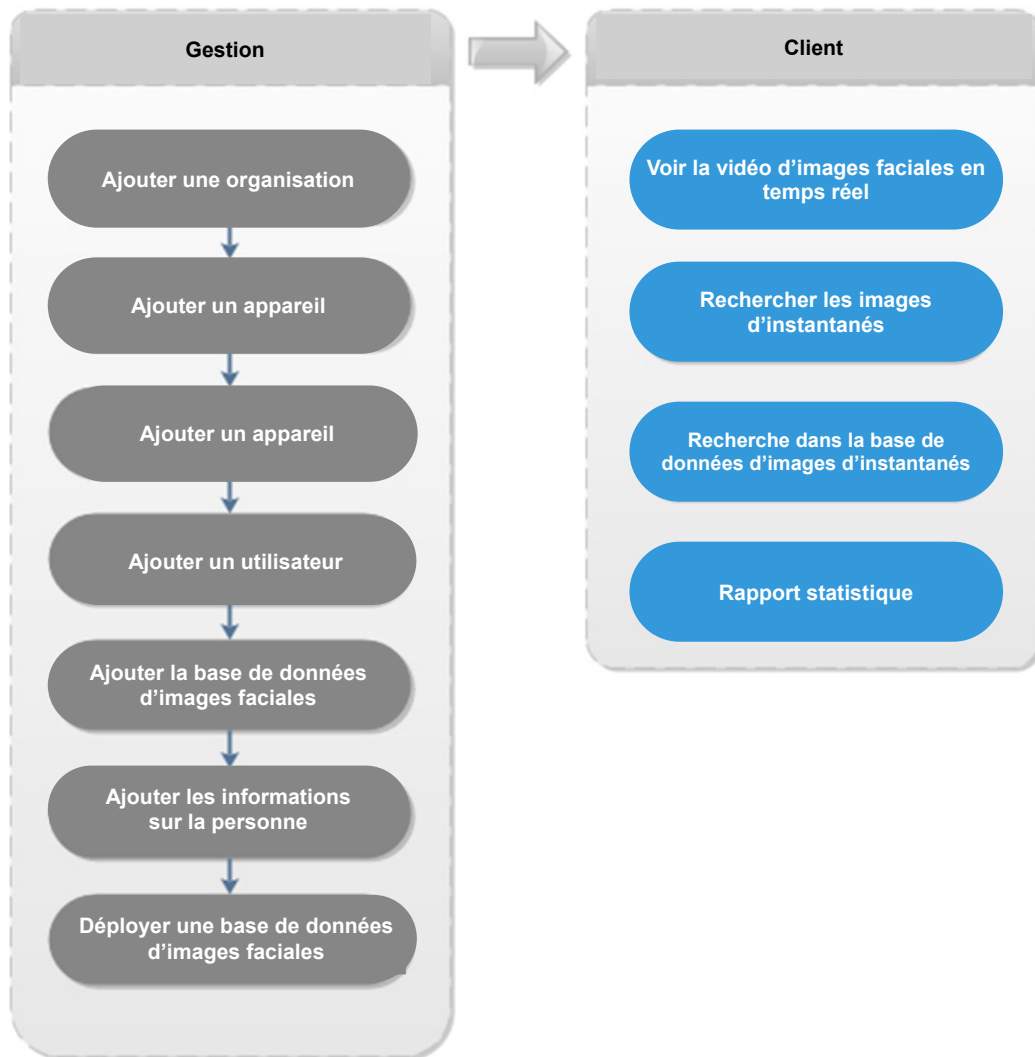 Gestion
Ajouter une organisation
Ajouter un appareil
Ajouter un appareil
Ajouter un utilisateur
Ajouter la base de données
d’images faciales
Ajouter les informations
sur la personne
Déployer une base de données
d’images faciales
Client
Voir la vidéo d’images faciales en
temps réel
Rechercher les images
d’instantanés
Recherche dans la base de
données d’images d’instantanés
Rapport statistique